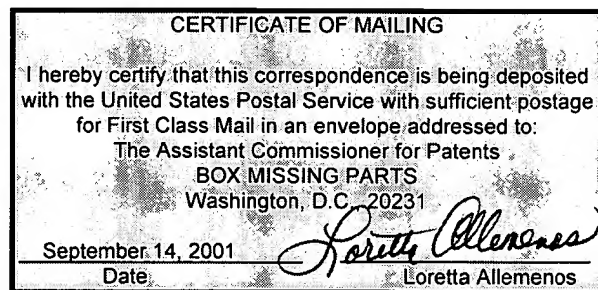 CERTIFICATE OF MAILING
I hereby certify that this correspondence is being deposited
with the United States Postal Service with sufficient postage
for First Class Mail in an envelope addressed to:
The Assistant Commissioner for Patents
BOX MISSING PARTS
Washington, D.C. 20231
September 14, 2001 Loretta Allemenos
Date Loretta Allemenos